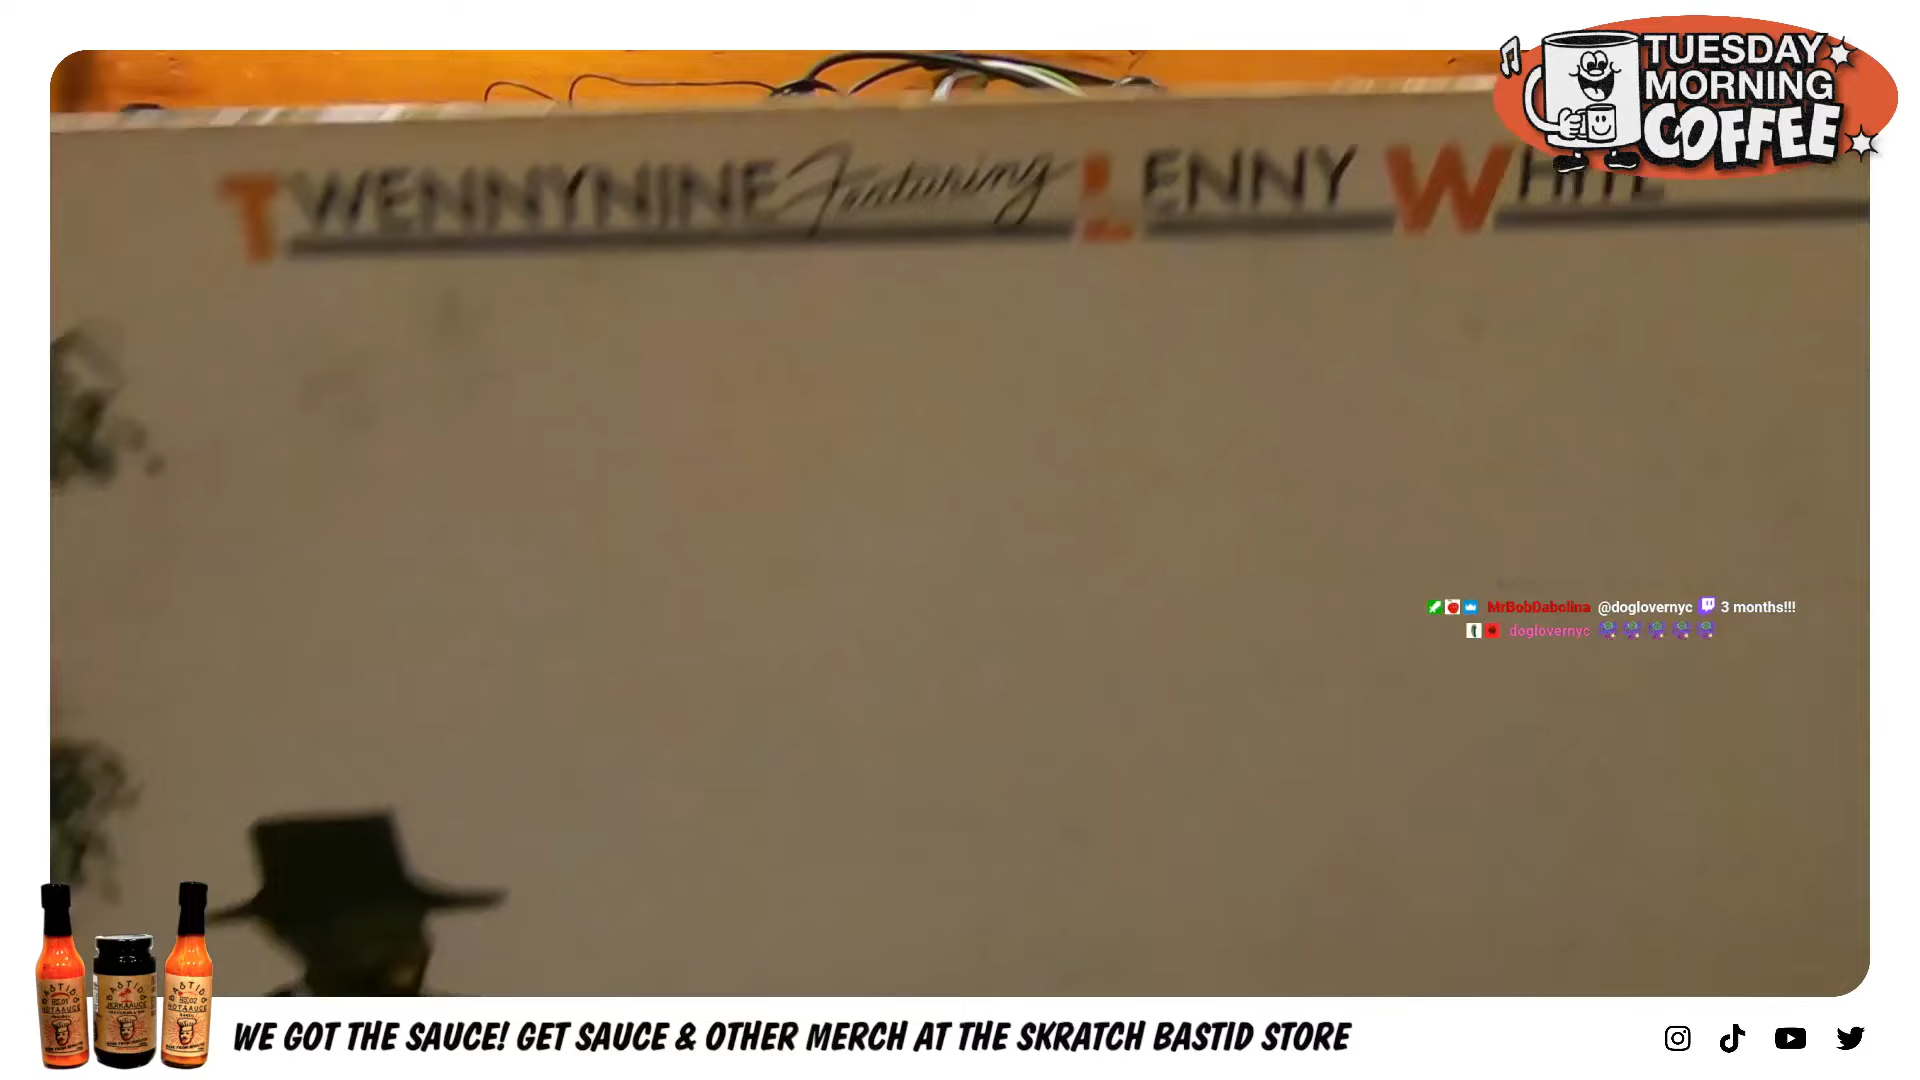 TUESDAY
MORNING
COFFEE
TWENNYNINE Featuring LENNY WHITE
MrBobDabolina @doglovernyc 3 months!!!
doglovernyc
WE GOT THE SAUCE! GET SAUCE & OTHER MERCH AT THE SKRATCH BASTID STORE